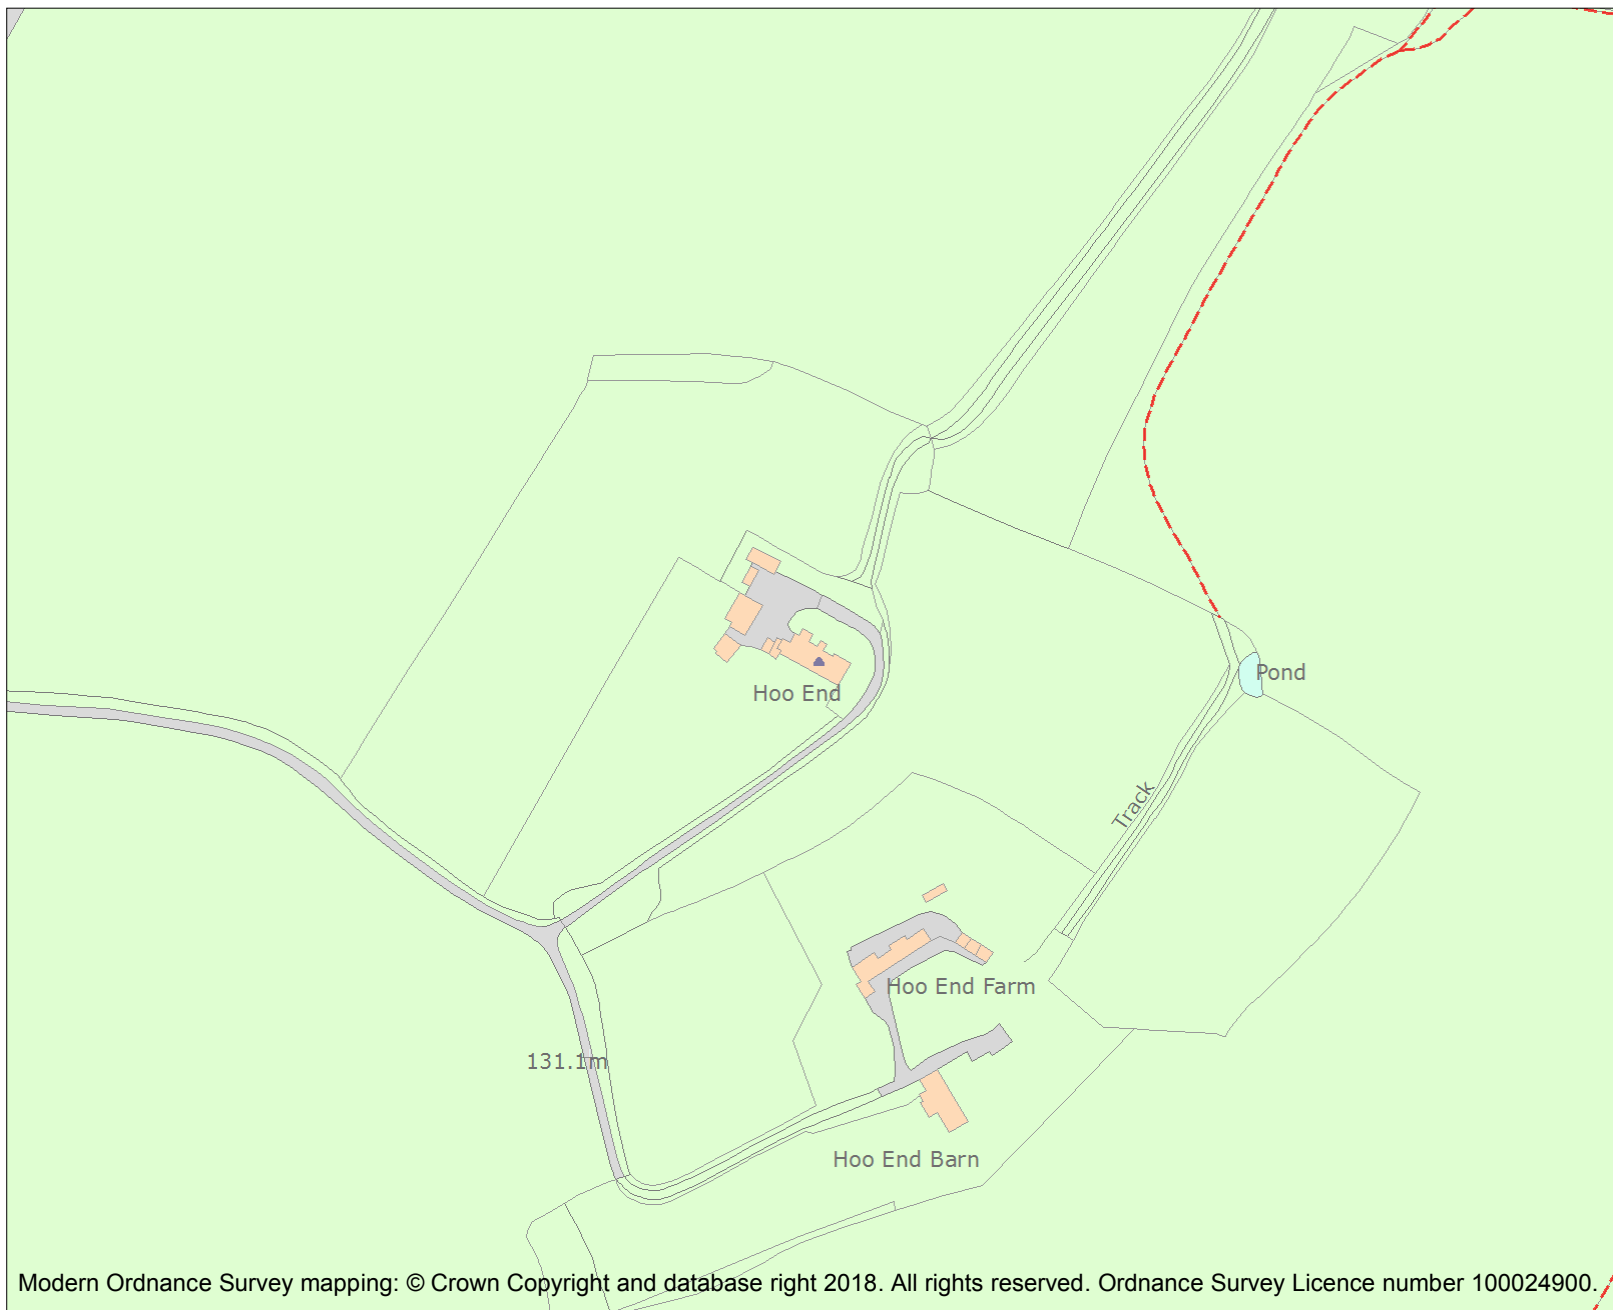 Pond
Hoo End
Track
Hoo End Farm
131.1m
Hoo End Barn
Modern Ordnance Survey mapping: © Crown Copyright and database right 2018. All rights reserved. Ordnance Survey Licence number 100024900.